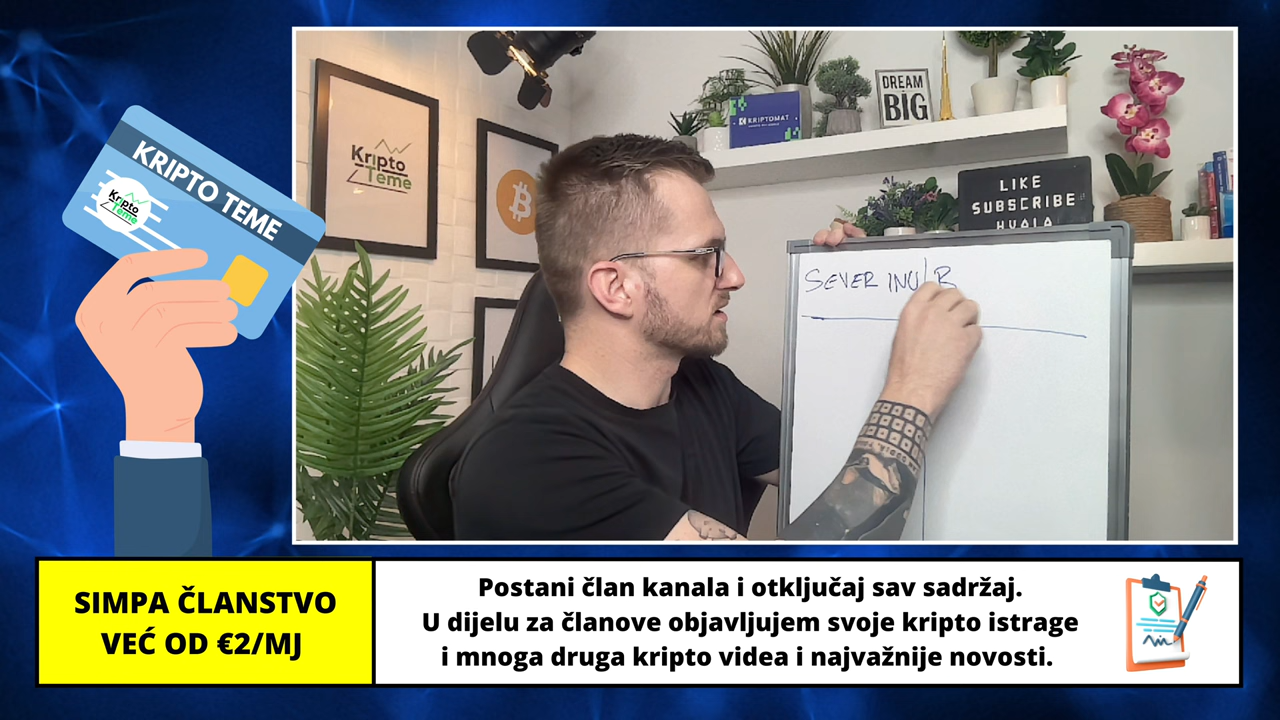 KRIPTO TEME
Kripto
Teme
Kripto
Teme
KRIPTOMAT
DREAM
BIG
LIKE
SUBSCRIBE
HVALA
SEVER INU B
SIMPA ČLANSTVO
VEĆ OD €2/MJ
Postani član kanala i otključaj sav sadržaj.
U dijelu za članove objavljujem svoje kripto istrage
i mnoga druga kripto videa i najvažnije novosti.